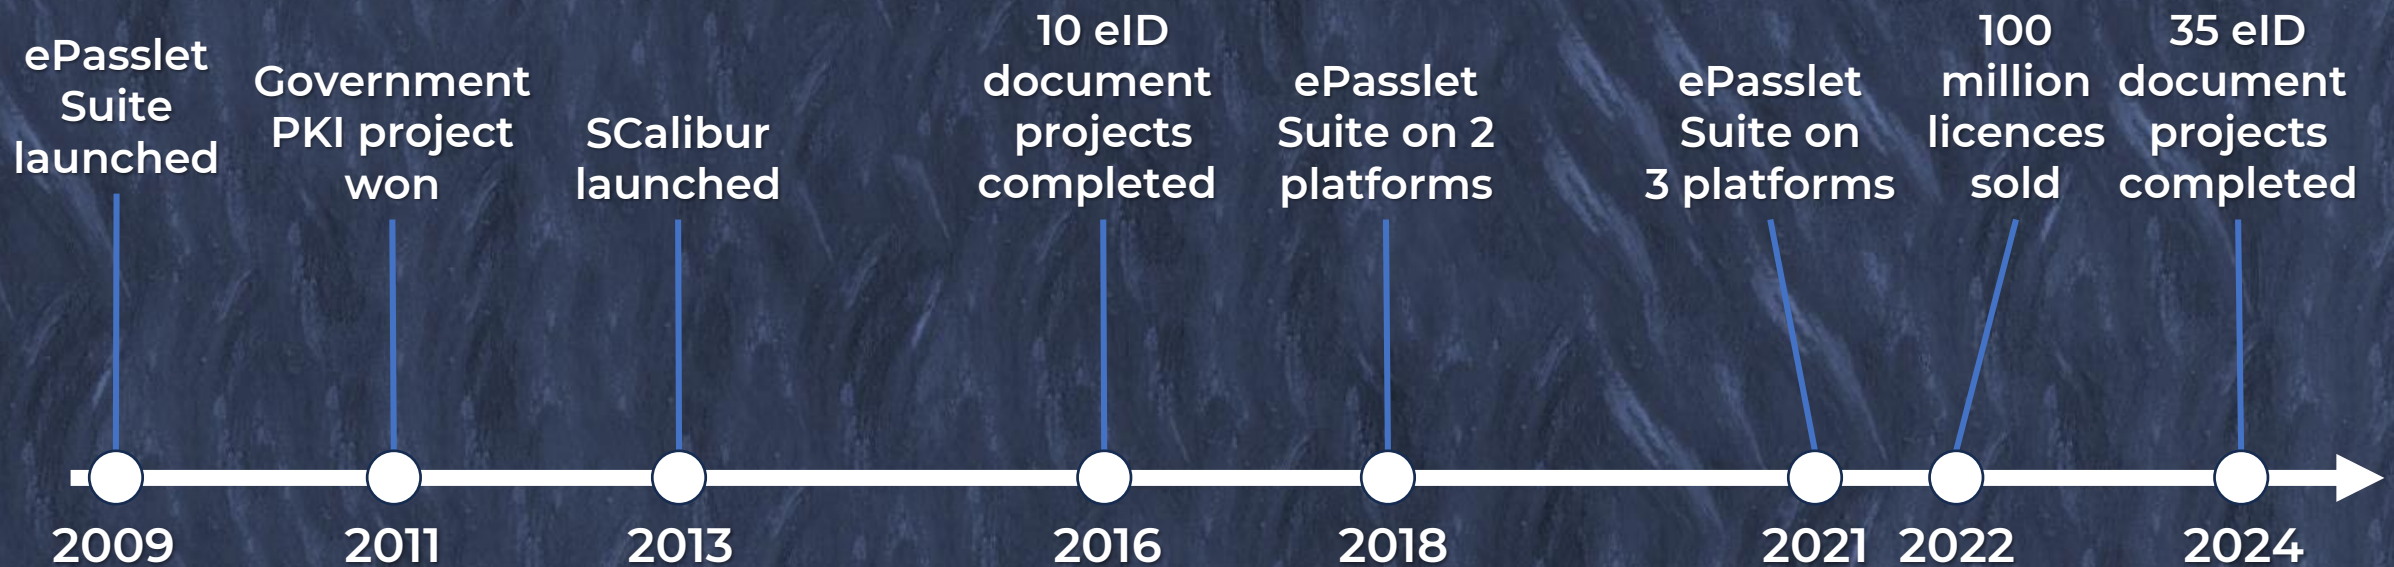 ePasslet
Suite
launched
Government
PKI project
won
SCalibur
launched
10 eID
document
projects
completed
ePasslet
Suite on 2
platforms
ePasslet
Suite on
3 platforms
100
million
licences
sold
35 eID
document
projects
completed
2009
2011
2013
2016
2018
2021
2022
2024